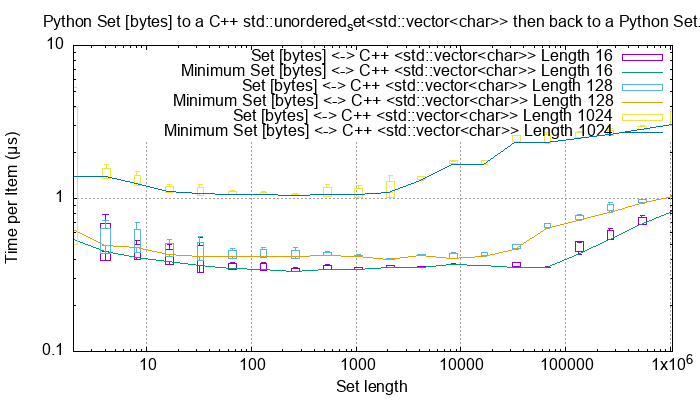 Python Set [bytes] to a C++ std::unordered_set<std::vector<char>> then back to a Python Set.
10
Set [bytes] <-> C++ <std::vector<char>> Length 16
Minimum Set [bytes] <-> C++ <std::vector<char>> Length 16
Set [bytes] <-> C++ <std::vector<char>> Length 128
Minimum Set [bytes] <-> C++ <std::vector<char>> Length 128
Set [bytes] <-> C++ <std::vector<char>> Length 1024
Minimum Set [bytes] <-> C++ <std::vector<char>> Length 1024
Time per Item (µs)
1
0.1
10 100 1000 10000 100000 1x10⁶
Set length